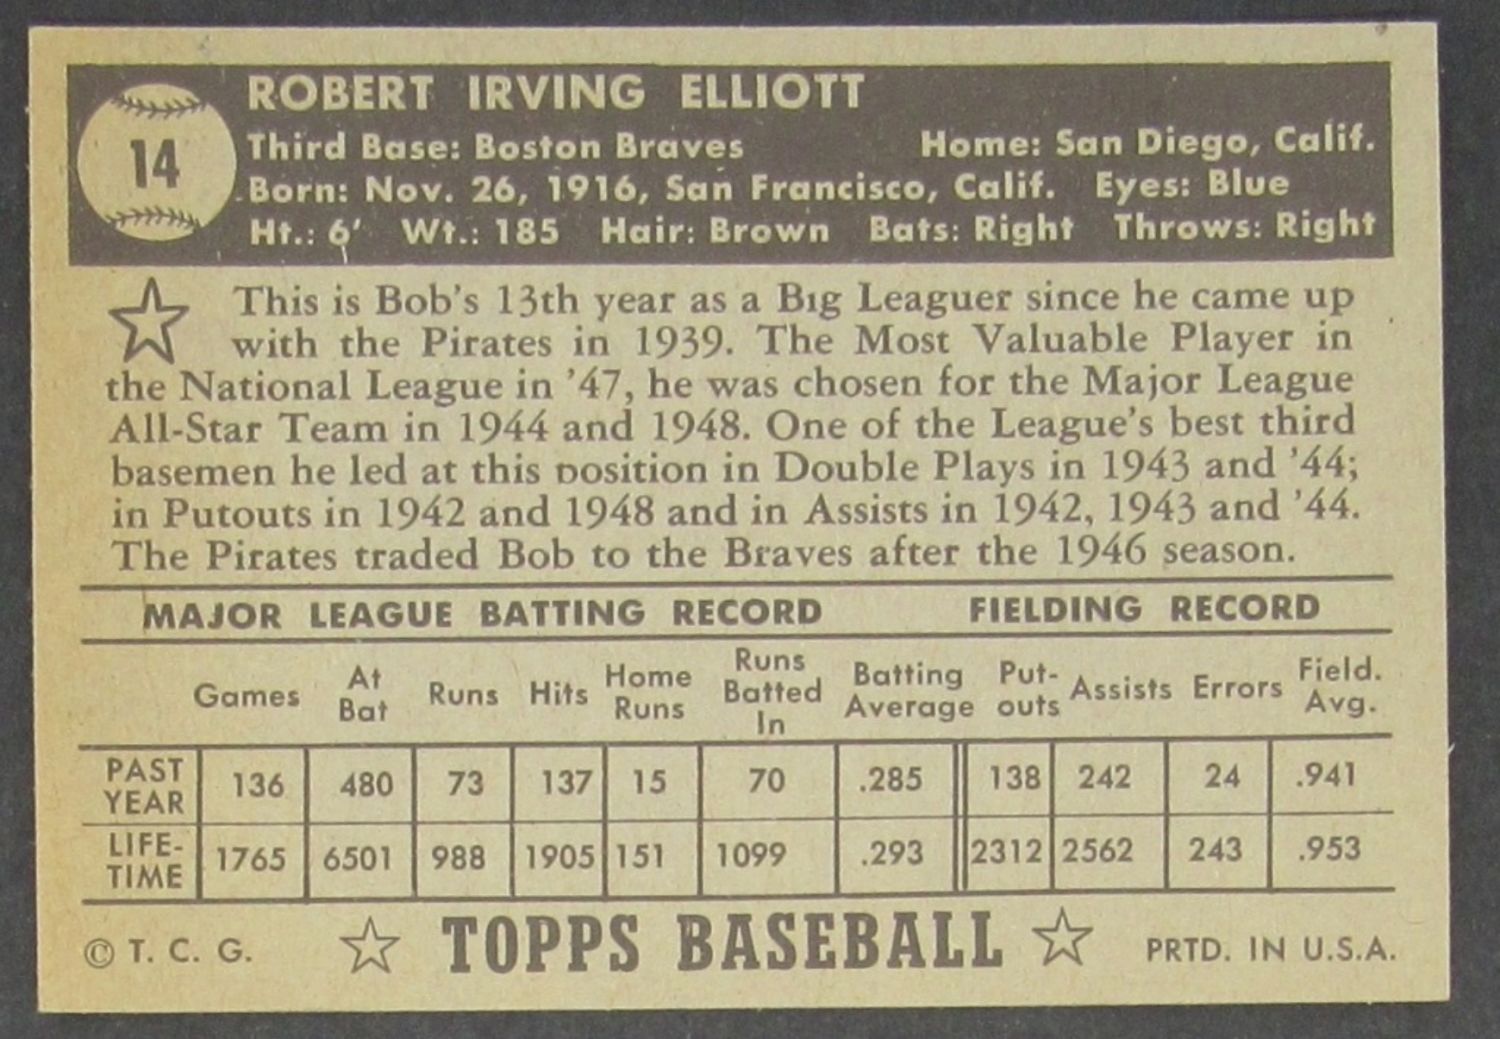 14
ROBERT IRVING ELLIOTT
Third Base: Boston Braves Home: San Diego, Calif.
Born: Nov. 26, 1916, San Francisco, Calif. Eyes: Blue
Ht.: 6' Wt.: 185 Hair: Brown Bats: Right Throws: Right
This is Bob's 13th year as a Big Leaguer since he came up
with the Pirates in 1939. The Most Valuable Player in
the National League in '47, he was chosen for the Major League
All-Star Team in 1944 and 1948. One of the League's best third
basemen he led at this position in Double Plays in 1943 and '44;
in Putouts in 1942 and 1948 and in Assists in 1942, 1943 and '44.
The Pirates traded Bob to the Braves after the 1946 season.
MAJOR LEAGUE BATTING RECORD FIELDING RECORD
Games At Bat Runs Hits Home Runs Runs Batted In Batting Average Put-outs Assists Errors Field. Avg.
PAST YEAR 136 480 73 137 15 70 .285 138 242 24 .941
LIFE-TIME 1765 6501 988 1905 151 1099 .293 2312 2562 243 .953
© T. C. G. TOPPS BASEBALL PRTD. IN U.S.A.